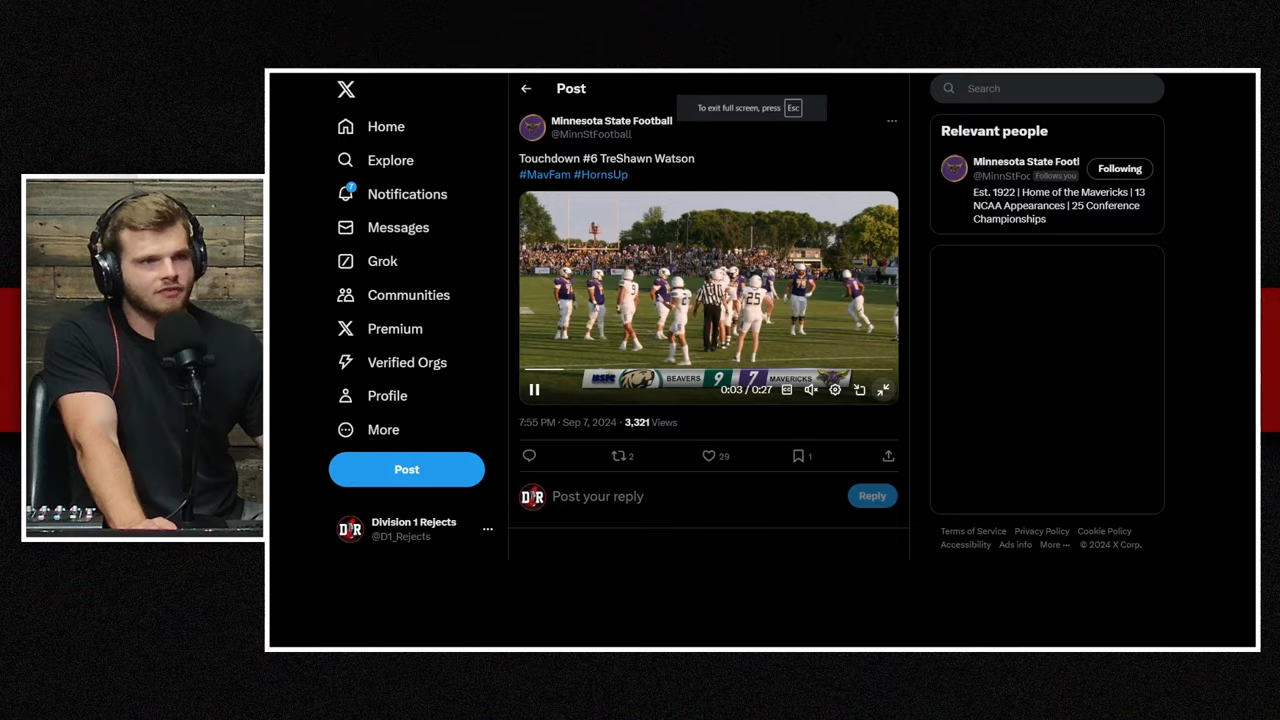 Home
Explore
7
Notifications
Messages
Grok
Communities
Premium
Verified Orgs
Profile
More
Post
Division 1 Rejects
@D1_Rejects
Post
To exit full screen, press Esc
Minnesota State Football
@MinnStFootball
Touchdown #6 TreShawn Watson
#MavFam #HornsUp
25
BEAVERS 9 7 MAVERICKS
0:03 / 0:27
7:55 PM · Sep 7, 2024 · 3,321 Views
2
29
1
D1R
Post your reply
Reply
Search
Relevant people
Minnesota State Footl
@MinnStFoc Follows you
Following
Est. 1922 | Home of the Mavericks | 13
NCAA Appearances | 25 Conference
Championships
Terms of Service Privacy Policy Cookie Policy
Accessibility Ads info More ··· © 2024 X Corp.